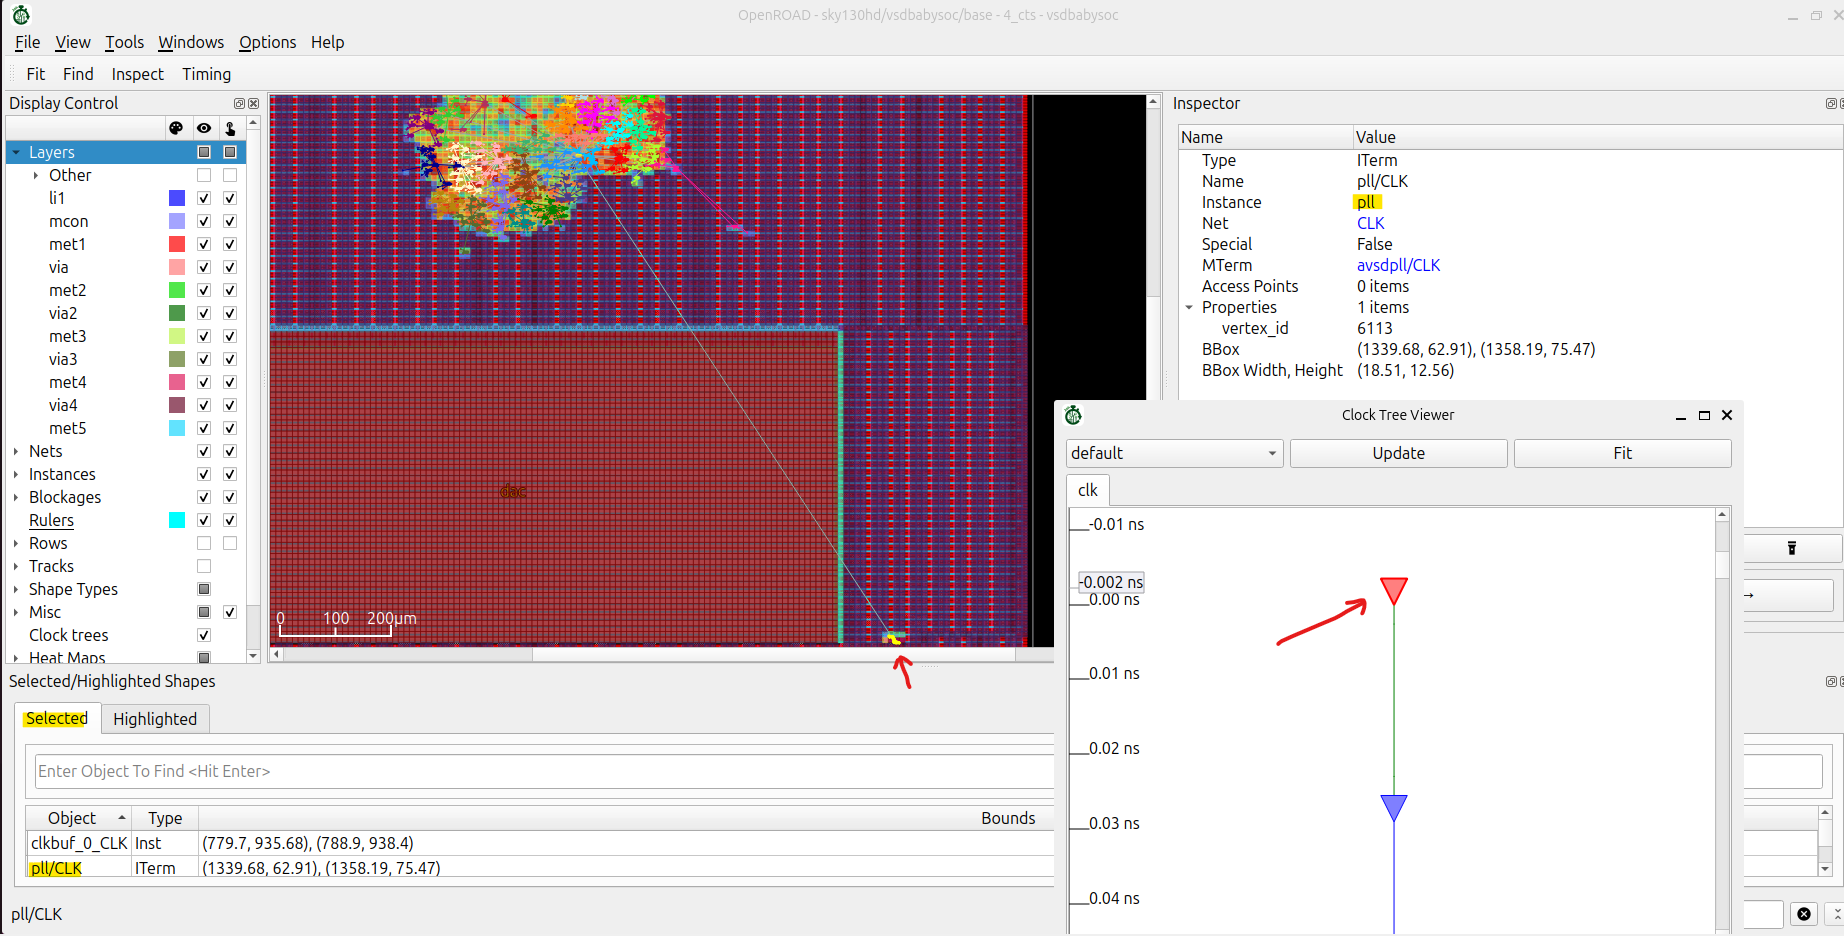 OpenROAD - sky130hd/vsdbabysoc/base - 4_cts - vsdbabysoc
File View Tools Windows Options Help
Fit Find Inspect Timing
Display Control
Layers
Other
li1
mcon
met1
via
met2
via2
met3
via3
met4
via4
met5
Nets
Instances
Blockages
Rulers
Rows
Tracks
Shape Types
Misc
Clock trees
Heat Maps
dac
0 100 200μm
Inspector
Name Value
Type ITerm
Name pll/CLK
Instance pll
Net CLK
Special False
MTerm avsdpll/CLK
Access Points 0 items
Properties 1 items
vertex_id 6113
BBox (1339.68, 62.91), (1358.19, 75.47)
BBox Width, Height (18.51, 12.56)
Clock Tree Viewer
default Update Fit
clk
-0.01 ns
-0.002 ns
0.00 ns
0.01 ns
0.02 ns
0.03 ns
0.04 ns
Selected/Highlighted Shapes
Selected Highlighted
Enter Object To Find <Hit Enter>
Object Type Bounds
clkbuf_0_CLK Inst (779.7, 935.68), (788.9, 938.4)
pll/CLK ITerm (1339.68, 62.91), (1358.19, 75.47)
pll/CLK